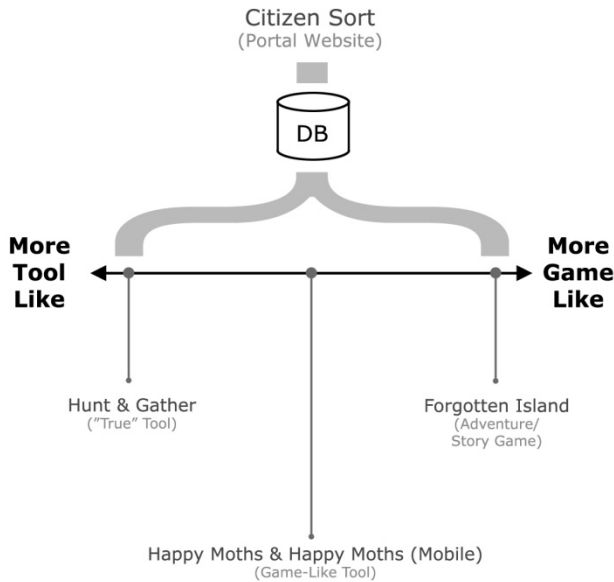 Citizen Sort
(Portal Website)
DB
More
Tool
Like
More
Game
Like
Hunt & Gather
("True" Tool)
Forgotten Island
(Adventure/
Story Game)
Happy Moths & Happy Moths (Mobile)
(Game-Like Tool)